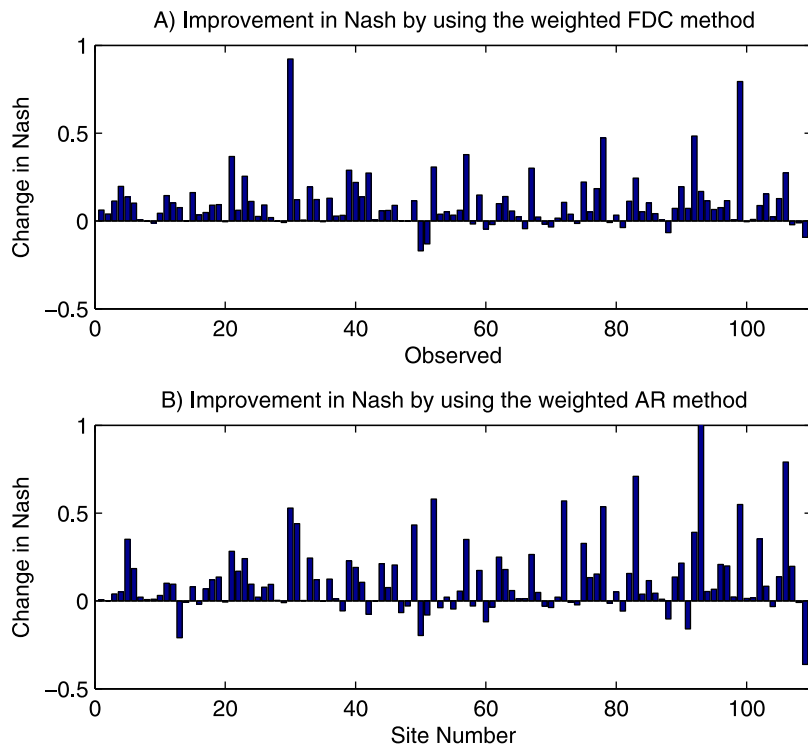 A) Improvement in Nash by using the weighted FDC method
1
0.5
0
−0.5
Change in Nash
0 20 40 60 80 100
Observed
B) Improvement in Nash by using the weighted AR method
1
0.5
0
−0.5
Change in Nash
0 20 40 60 80 100
Site Number